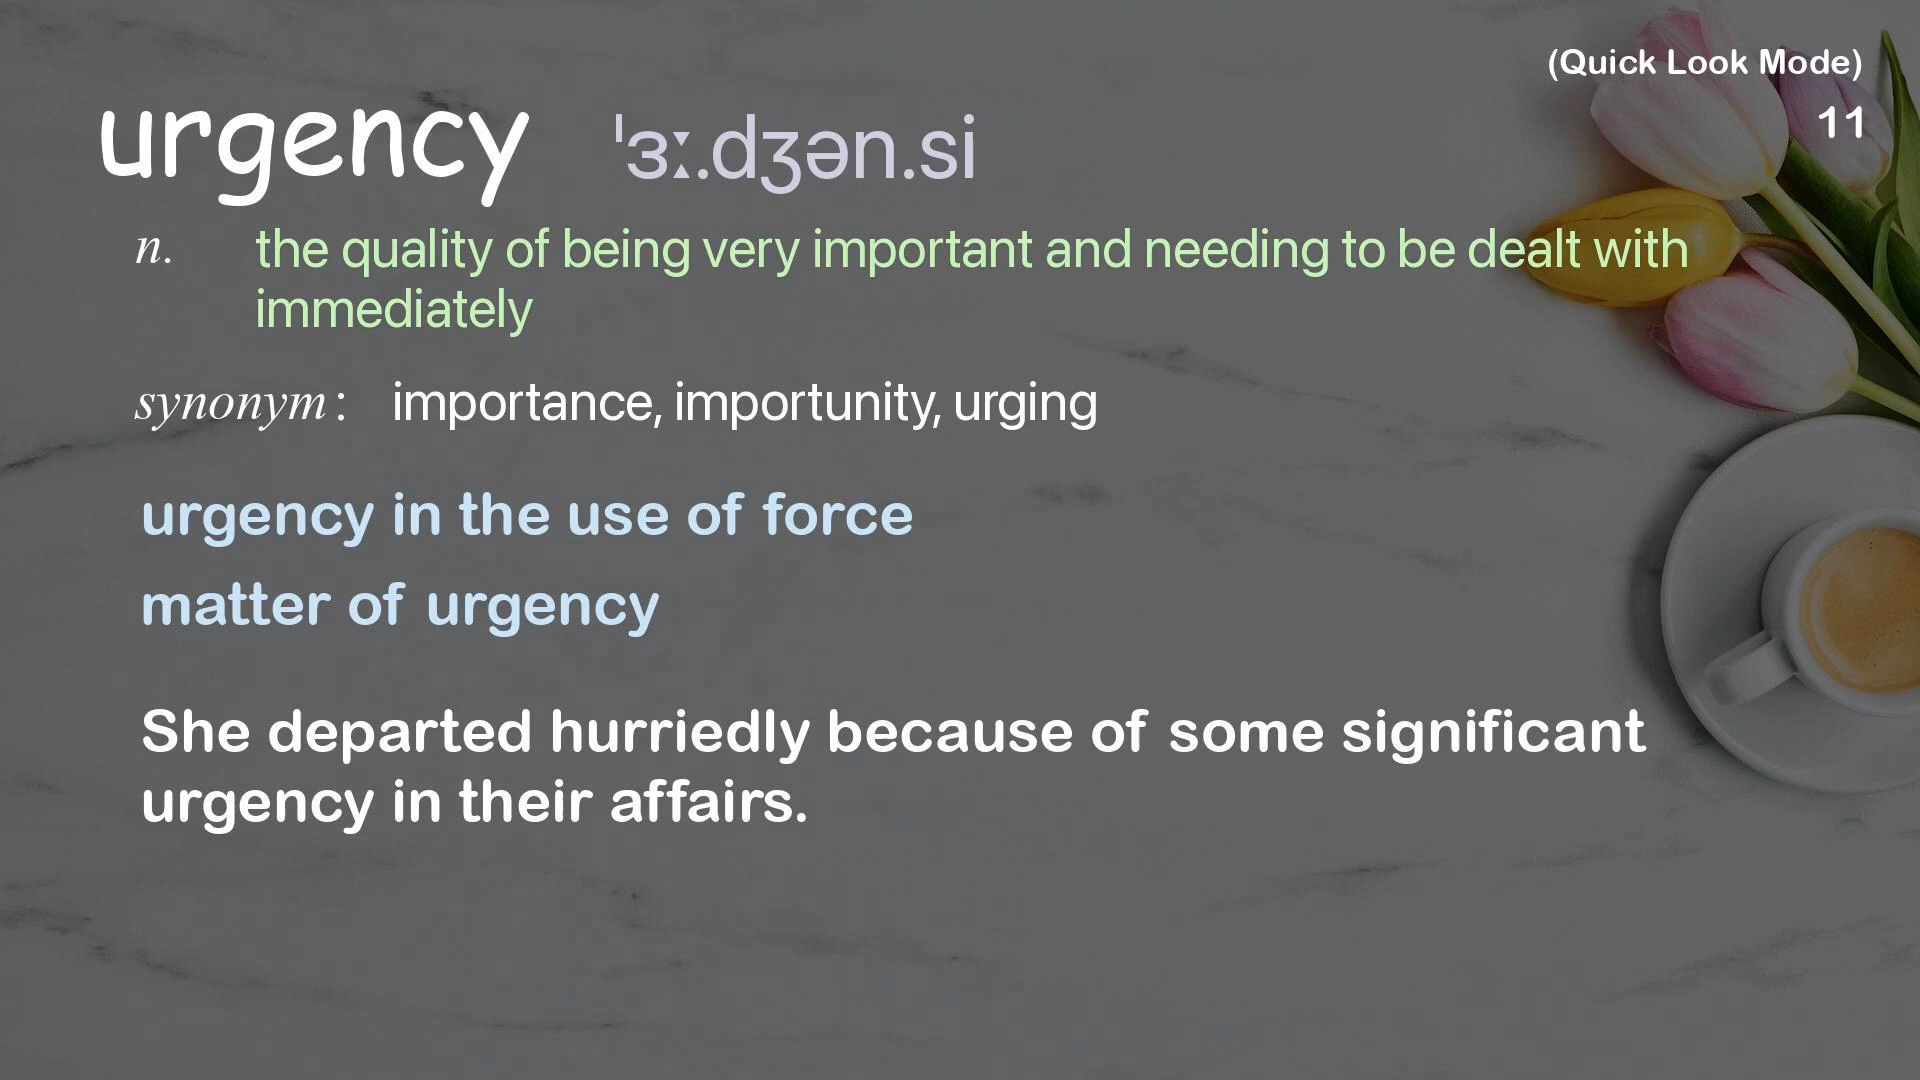 (Quick Look Mode)
11
urgency ˈɜː.dʒən.si
n. the quality of being very important and needing to be dealt with
immediately
synonym: importance, importunity, urging
urgency in the use of force
matter of urgency
She departed hurriedly because of some significant
urgency in their affairs.